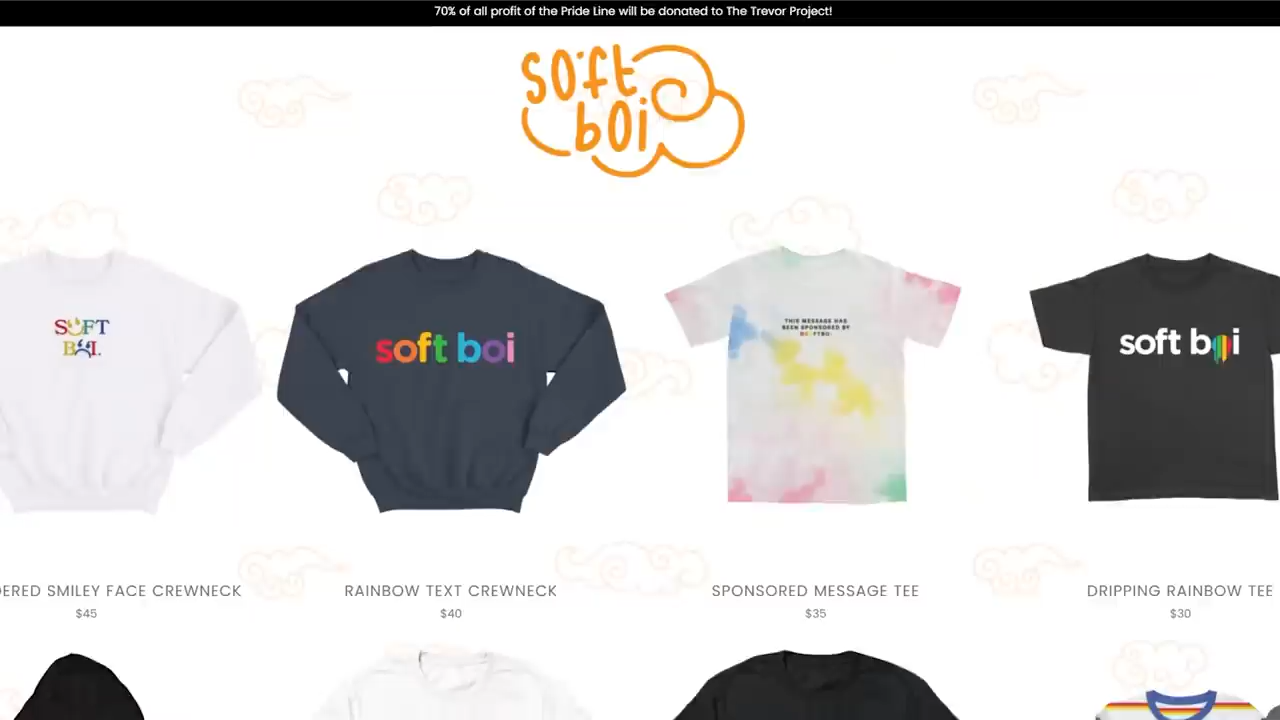 70% of all profit of the Pride Line will be donated to The Trevor Project!
soft
boi
SOFT
BOI.
soft boi
THIS MESSAGE HAS
BEEN SPONSORED BY
SOFTBOI
soft boi
ERED SMILEY FACE CREWNECK
RAINBOW TEXT CREWNECK
SPONSORED MESSAGE TEE
DRIPPING RAINBOW TEE
$45
$40
$35
$30